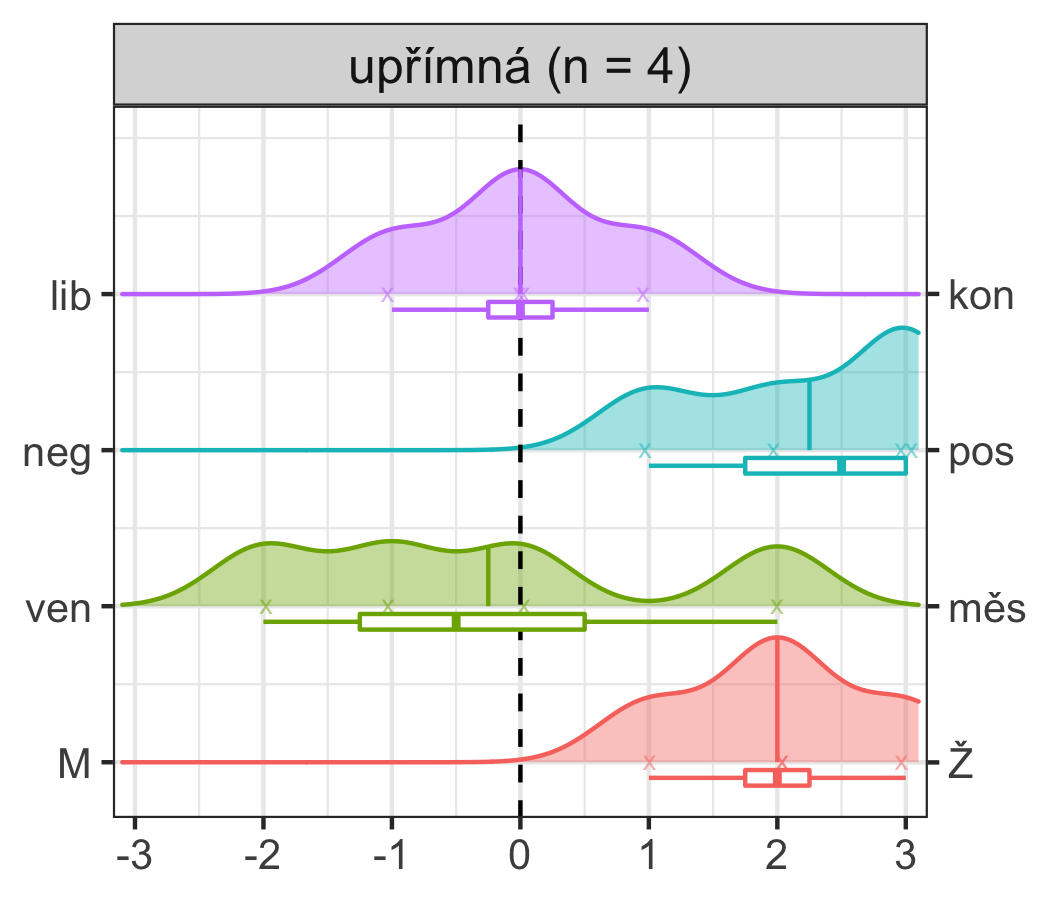 upřímná (n = 4)
lib kon
neg pos
ven měs
M Ž
-3 -2 -1 0 1 2 3